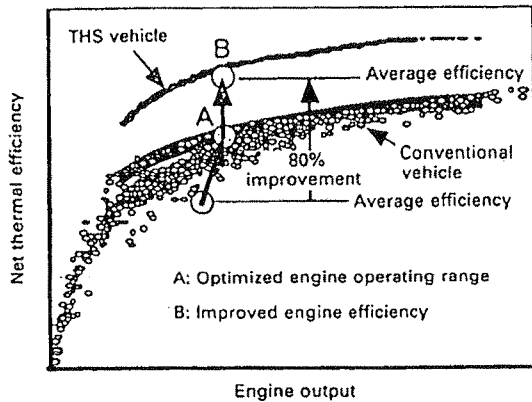 THS vehicle
B
Average efficiency
A
80%
improvement
Conventional
vehicle
Average efficiency
A: Optimized engine operating range
B: Improved engine efficiency
Net thermal efficiency
Engine output